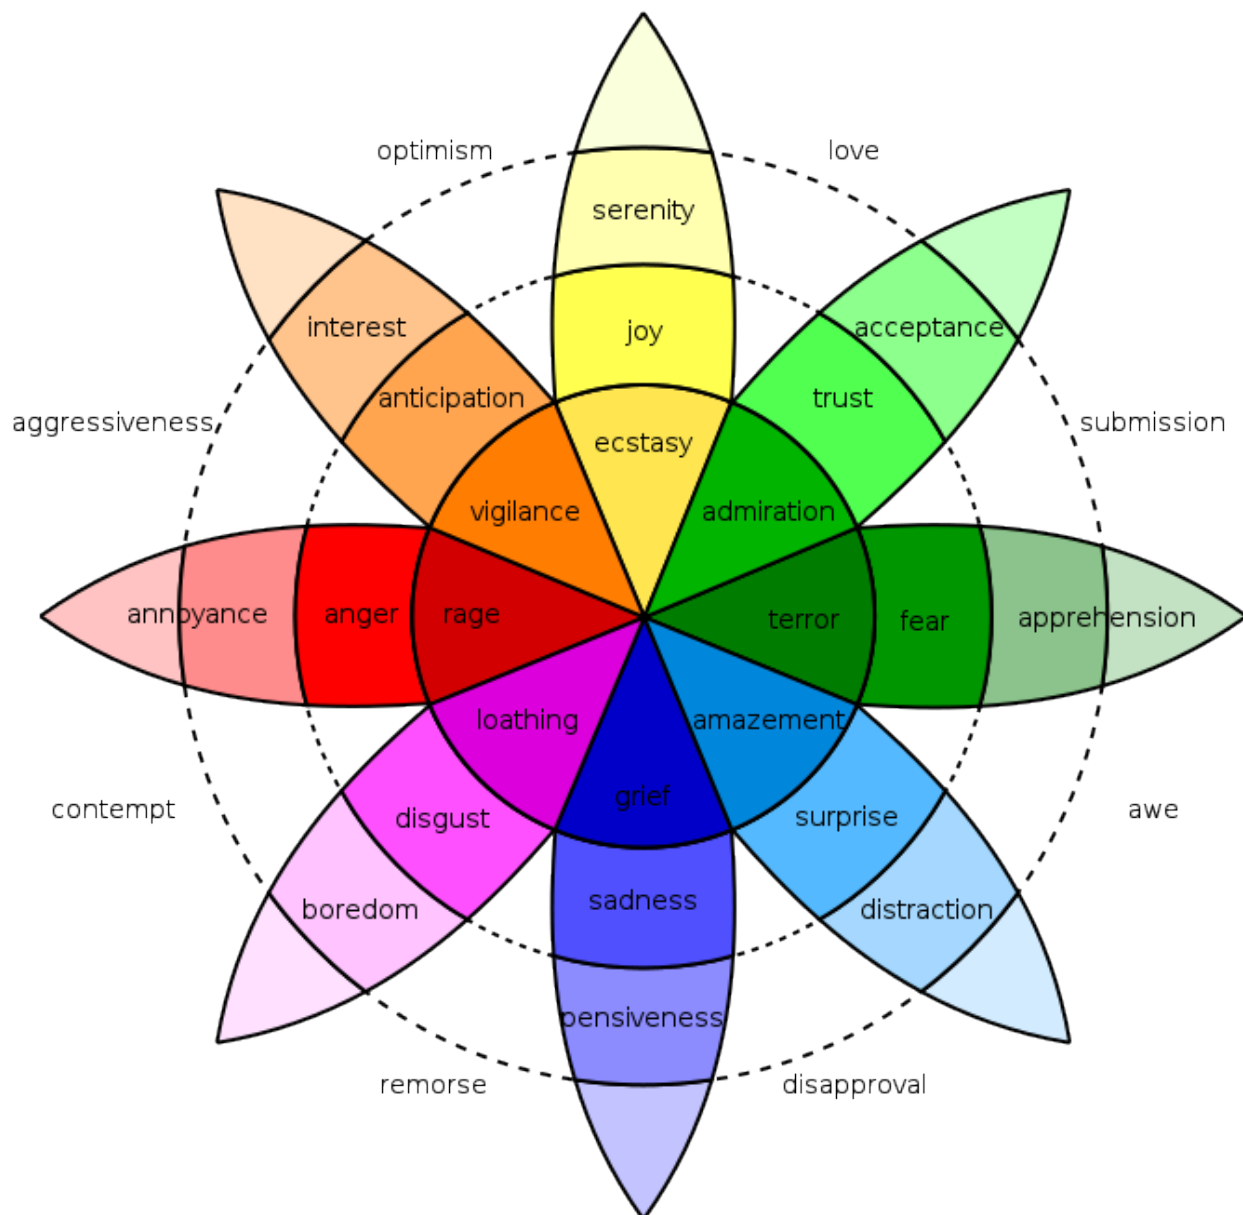 optimism
love
serenity
interest
joy
acceptance
anticipation
trust
aggressiveness
ecstasy
submission
vigilance
admiration
annoyance
anger
rage
terror
fear
apprehension
loathing
amazement
contempt
grief
awe
disgust
surprise
sadness
boredom
distraction
pensiveness
remorse
disapproval